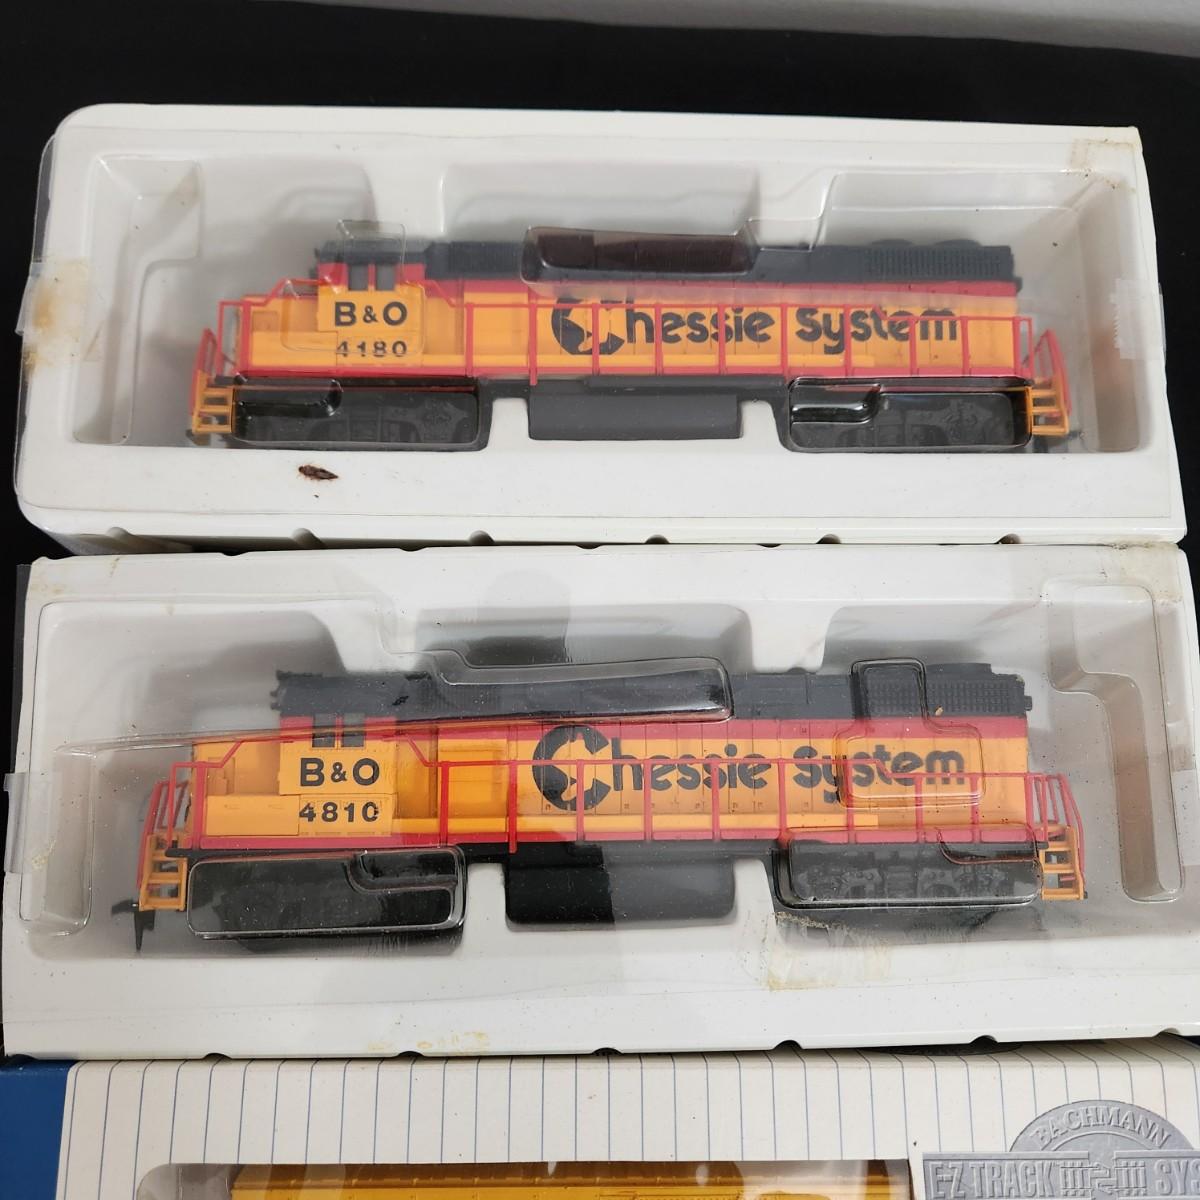 B&O
4180
Chessie System
B&O
4810
Chessie System
BACHMANN
E-Z TRACK